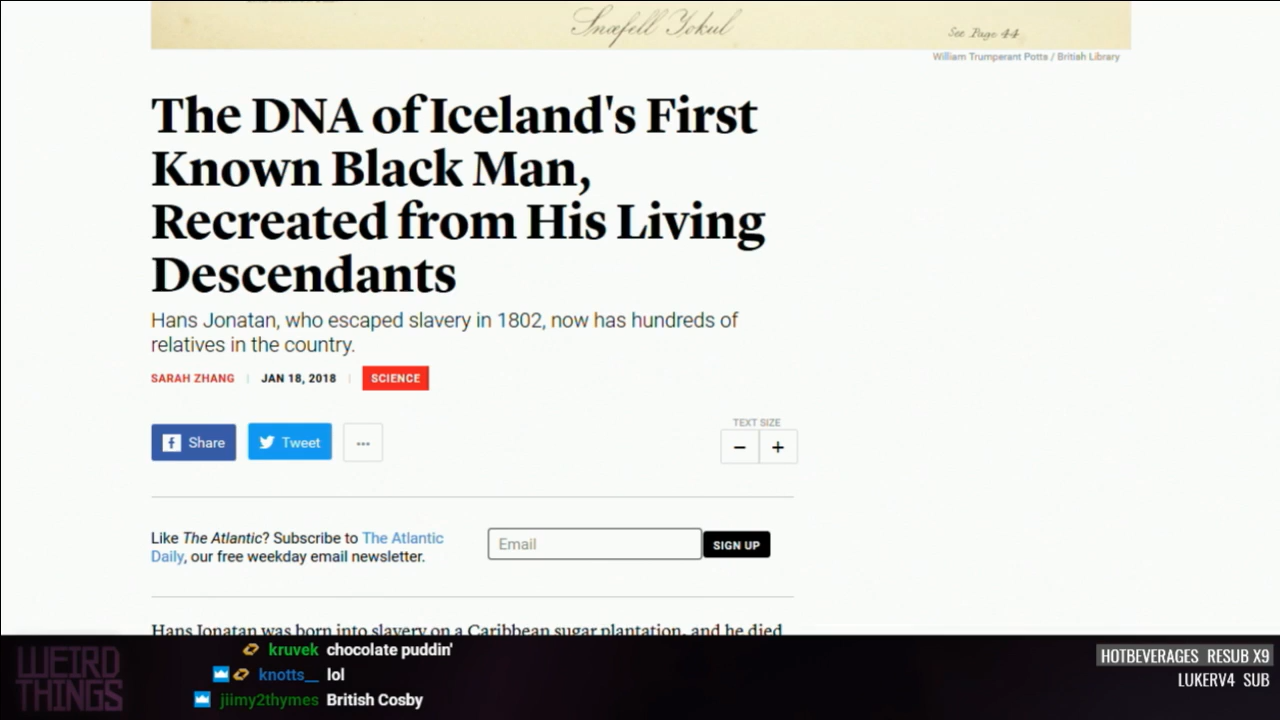 Snæfell Yokul
See Page 44
William Trumperant Potts / British Library
The DNA of Iceland's First
Known Black Man,
Recreated from His Living
Descendants
Hans Jonatan, who escaped slavery in 1802, now has hundreds of
relatives in the country.
SARAH ZHANG | JAN 18, 2018 | SCIENCE
Share Tweet ...
TEXT SIZE
− +
Like The Atlantic? Subscribe to The Atlantic
Daily, our free weekday email newsletter.
Email SIGN UP
Hans Jonatan was born into slavery on a Caribbean sugar plantation, and he died
WEIRD
THINGS
kruvek chocolate puddin'
knotts__ lol
jiimy2thymes British Cosby
HOTBEVERAGES RESUB X9
LUKERV4 SUB